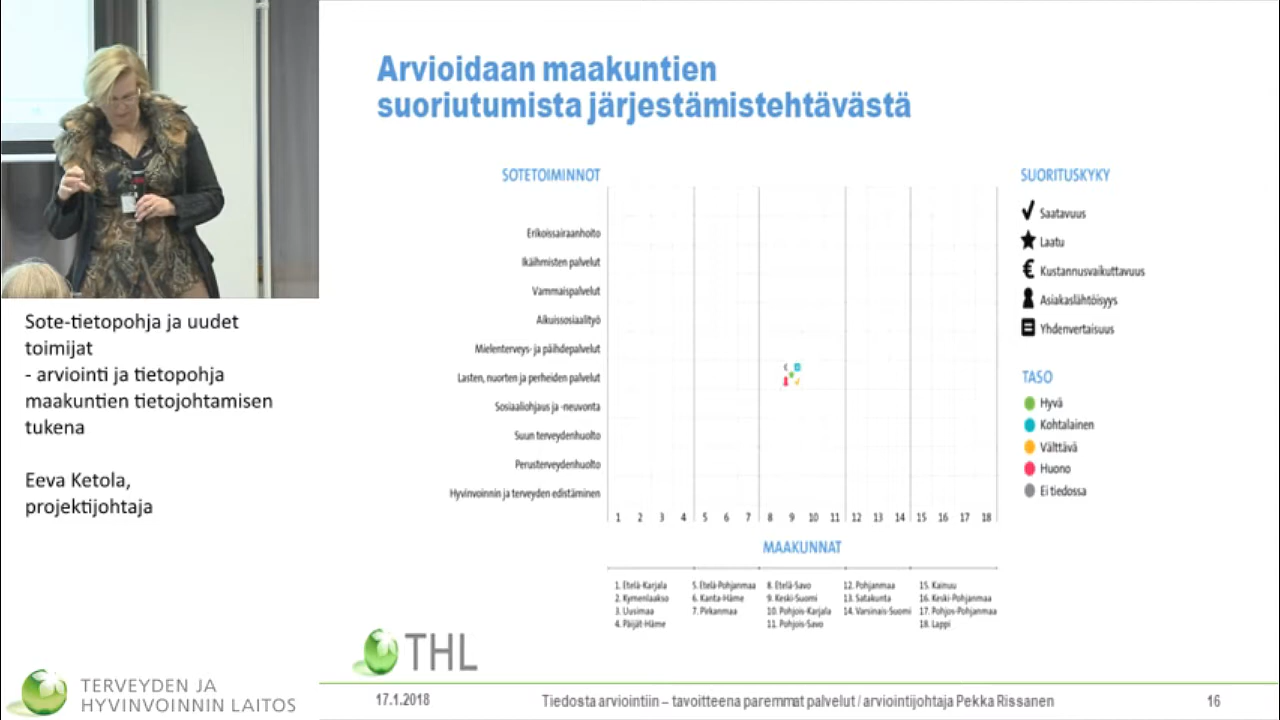 Arvioidaan maakuntien
suoriutumista järjestämistehtävästä
SOTETOIMINNOT
Erikoissairaanhoito
Ikäihmisten palvelut
Vammaispalvelut
Aikuissosiaalityö
Mielenterveys- ja päihdepalvelut
Lasten, nuorten ja perheiden palvelut
Sosiaaliohjaus ja -neuvonta
Suun terveydenhuolto
Perusterveydenhuolto
Hyvinvoinnin ja terveyden edistäminen
1 2 3 4 5 6 7 8 9 10 11 12 13 14 15 16 17 18
MAAKUNNAT
1. Etelä-Karjala
2. Kymenlaakso
3. Uusimaa
4. Päijät-Häme
5. Etelä-Pohjanmaa
6. Kanta-Häme
7. Pirkanmaa
8. Etelä-Savo
9. Keski-Suomi
10. Pohjois-Karjala
11. Pohjois-Savo
12. Pohjanmaa
13. Satakunta
14. Varsinais-Suomi
15. Kainuu
16. Keski-Pohjanmaa
17. Pohjos-Pohjanmaa
18. Lappi
SUORITUSKYKY
Saatavuus
Laatu
€ Kustannusvaikuttavuus
Asiakaslähtöisyys
Yhdenvertaisuus
TASO
Hyvä
Kohtalainen
Välttävä
Huono
Ei tiedossa
THL
17.1.2018
Tiedosta arviointiin – tavoitteena paremmat palvelut / arviointijohtaja Pekka Rissanen
16
Sote-tietopohja ja uudet
toimijat
- arviointi ja tietopohja
maakuntien tietojohtamisen
tukena
Eeva Ketola,
projektijohtaja
TERVEYDEN JA
HYVINVOINNIN LAITOS